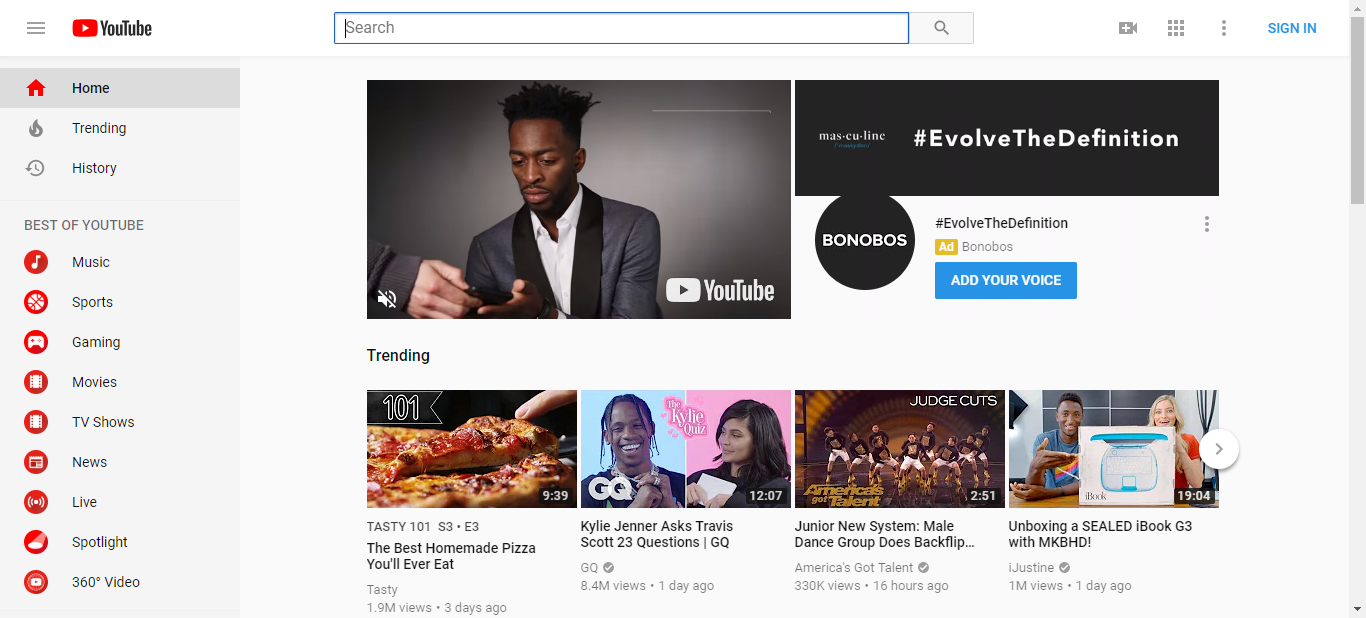 YouTube
Search
SIGN IN
Home
Trending
History
BEST OF YOUTUBE
Music
Sports
Gaming
Movies
TV Shows
News
Live
Spotlight
360° Video
YouTube
mas·cu·line
#EvolveTheDefinition
BONOBOS
#EvolveTheDefinition
Ad Bonobos
ADD YOUR VOICE
Trending
101
9:39
TASTY 101 S3 • E3
The Best Homemade Pizza
You'll Ever Eat
Tasty
1.9M views • 3 days ago
The
Kylie
Quiz
GQ
12:07
Kylie Jenner Asks Travis
Scott 23 Questions | GQ
GQ
8.4M views • 1 day ago
JUDGE CUTS
America's
got Talent
2:51
Junior New System: Male
Dance Group Does Backflip...
America's Got Talent
330K views • 16 hours ago
iBook
19:04
Unboxing a SEALED iBook G3
with MKBHD!
iJustine
1M views • 1 day ago